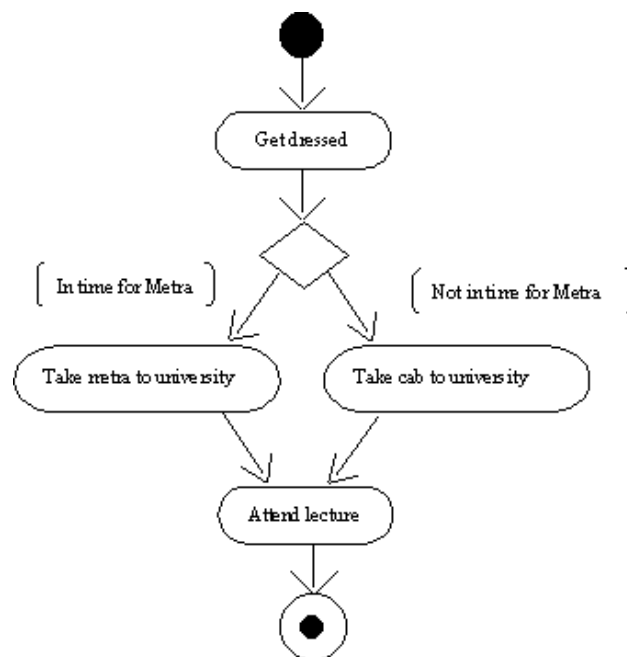 Get dressed
[ In time for Metra ]
[ Not in time for Metra ]
Take metra to university
Take cab to university
Attend lecture